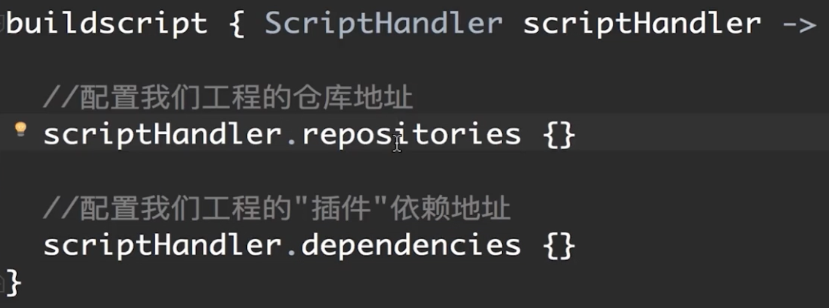 buildscript { ScriptHandler scriptHandler ->
//配置我们工程的仓库地址
scriptHandler.repositories {}
//配置我们工程的"插件"依赖地址
scriptHandler.dependencies {}
}